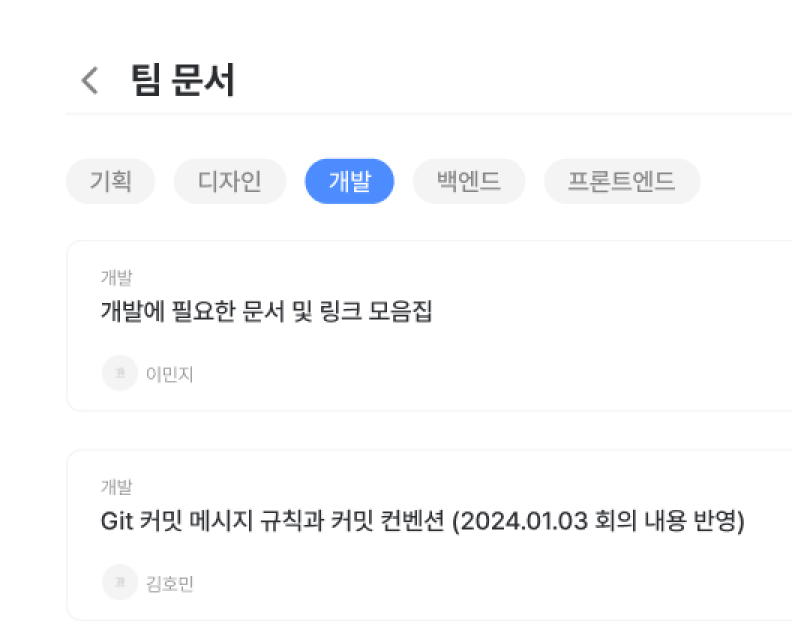 팀 문서
기획 디자인 개발 백엔드 프론트엔드
개발
개발에 필요한 문서 및 링크 모음집
이민지
개발
Git 커밋 메시지 규칙과 커밋 컨벤션 (2024.01.03 회의 내용 반영)
김호민